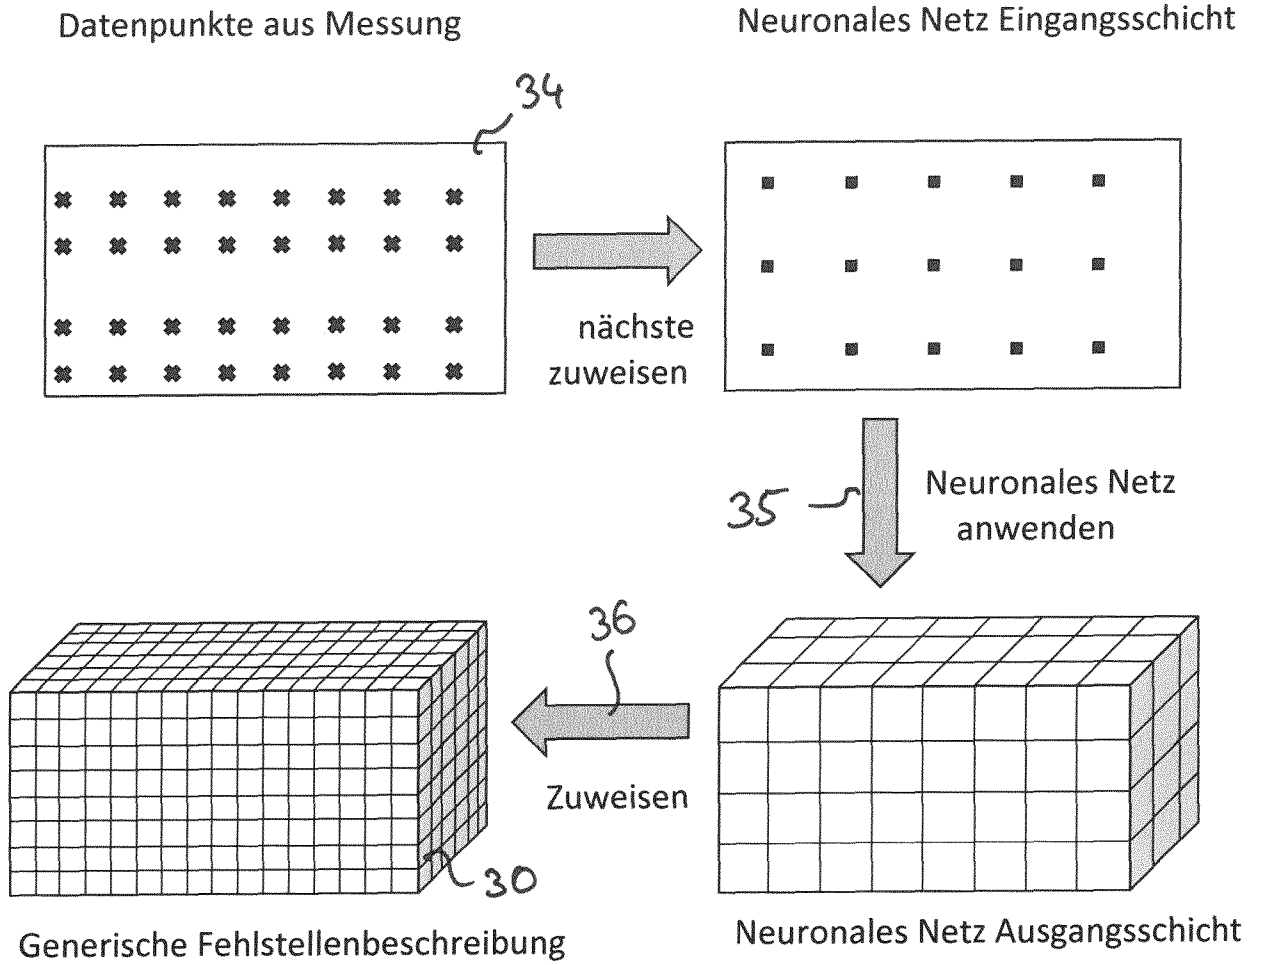 Datenpunkte aus Messung
Neuronales Netz Eingangsschicht
34
nächste
zuweisen
35
Neuronales Netz
anwenden
36
Zuweisen
30
Generische Fehlstellenbeschreibung
Neuronales Netz Ausgangsschicht